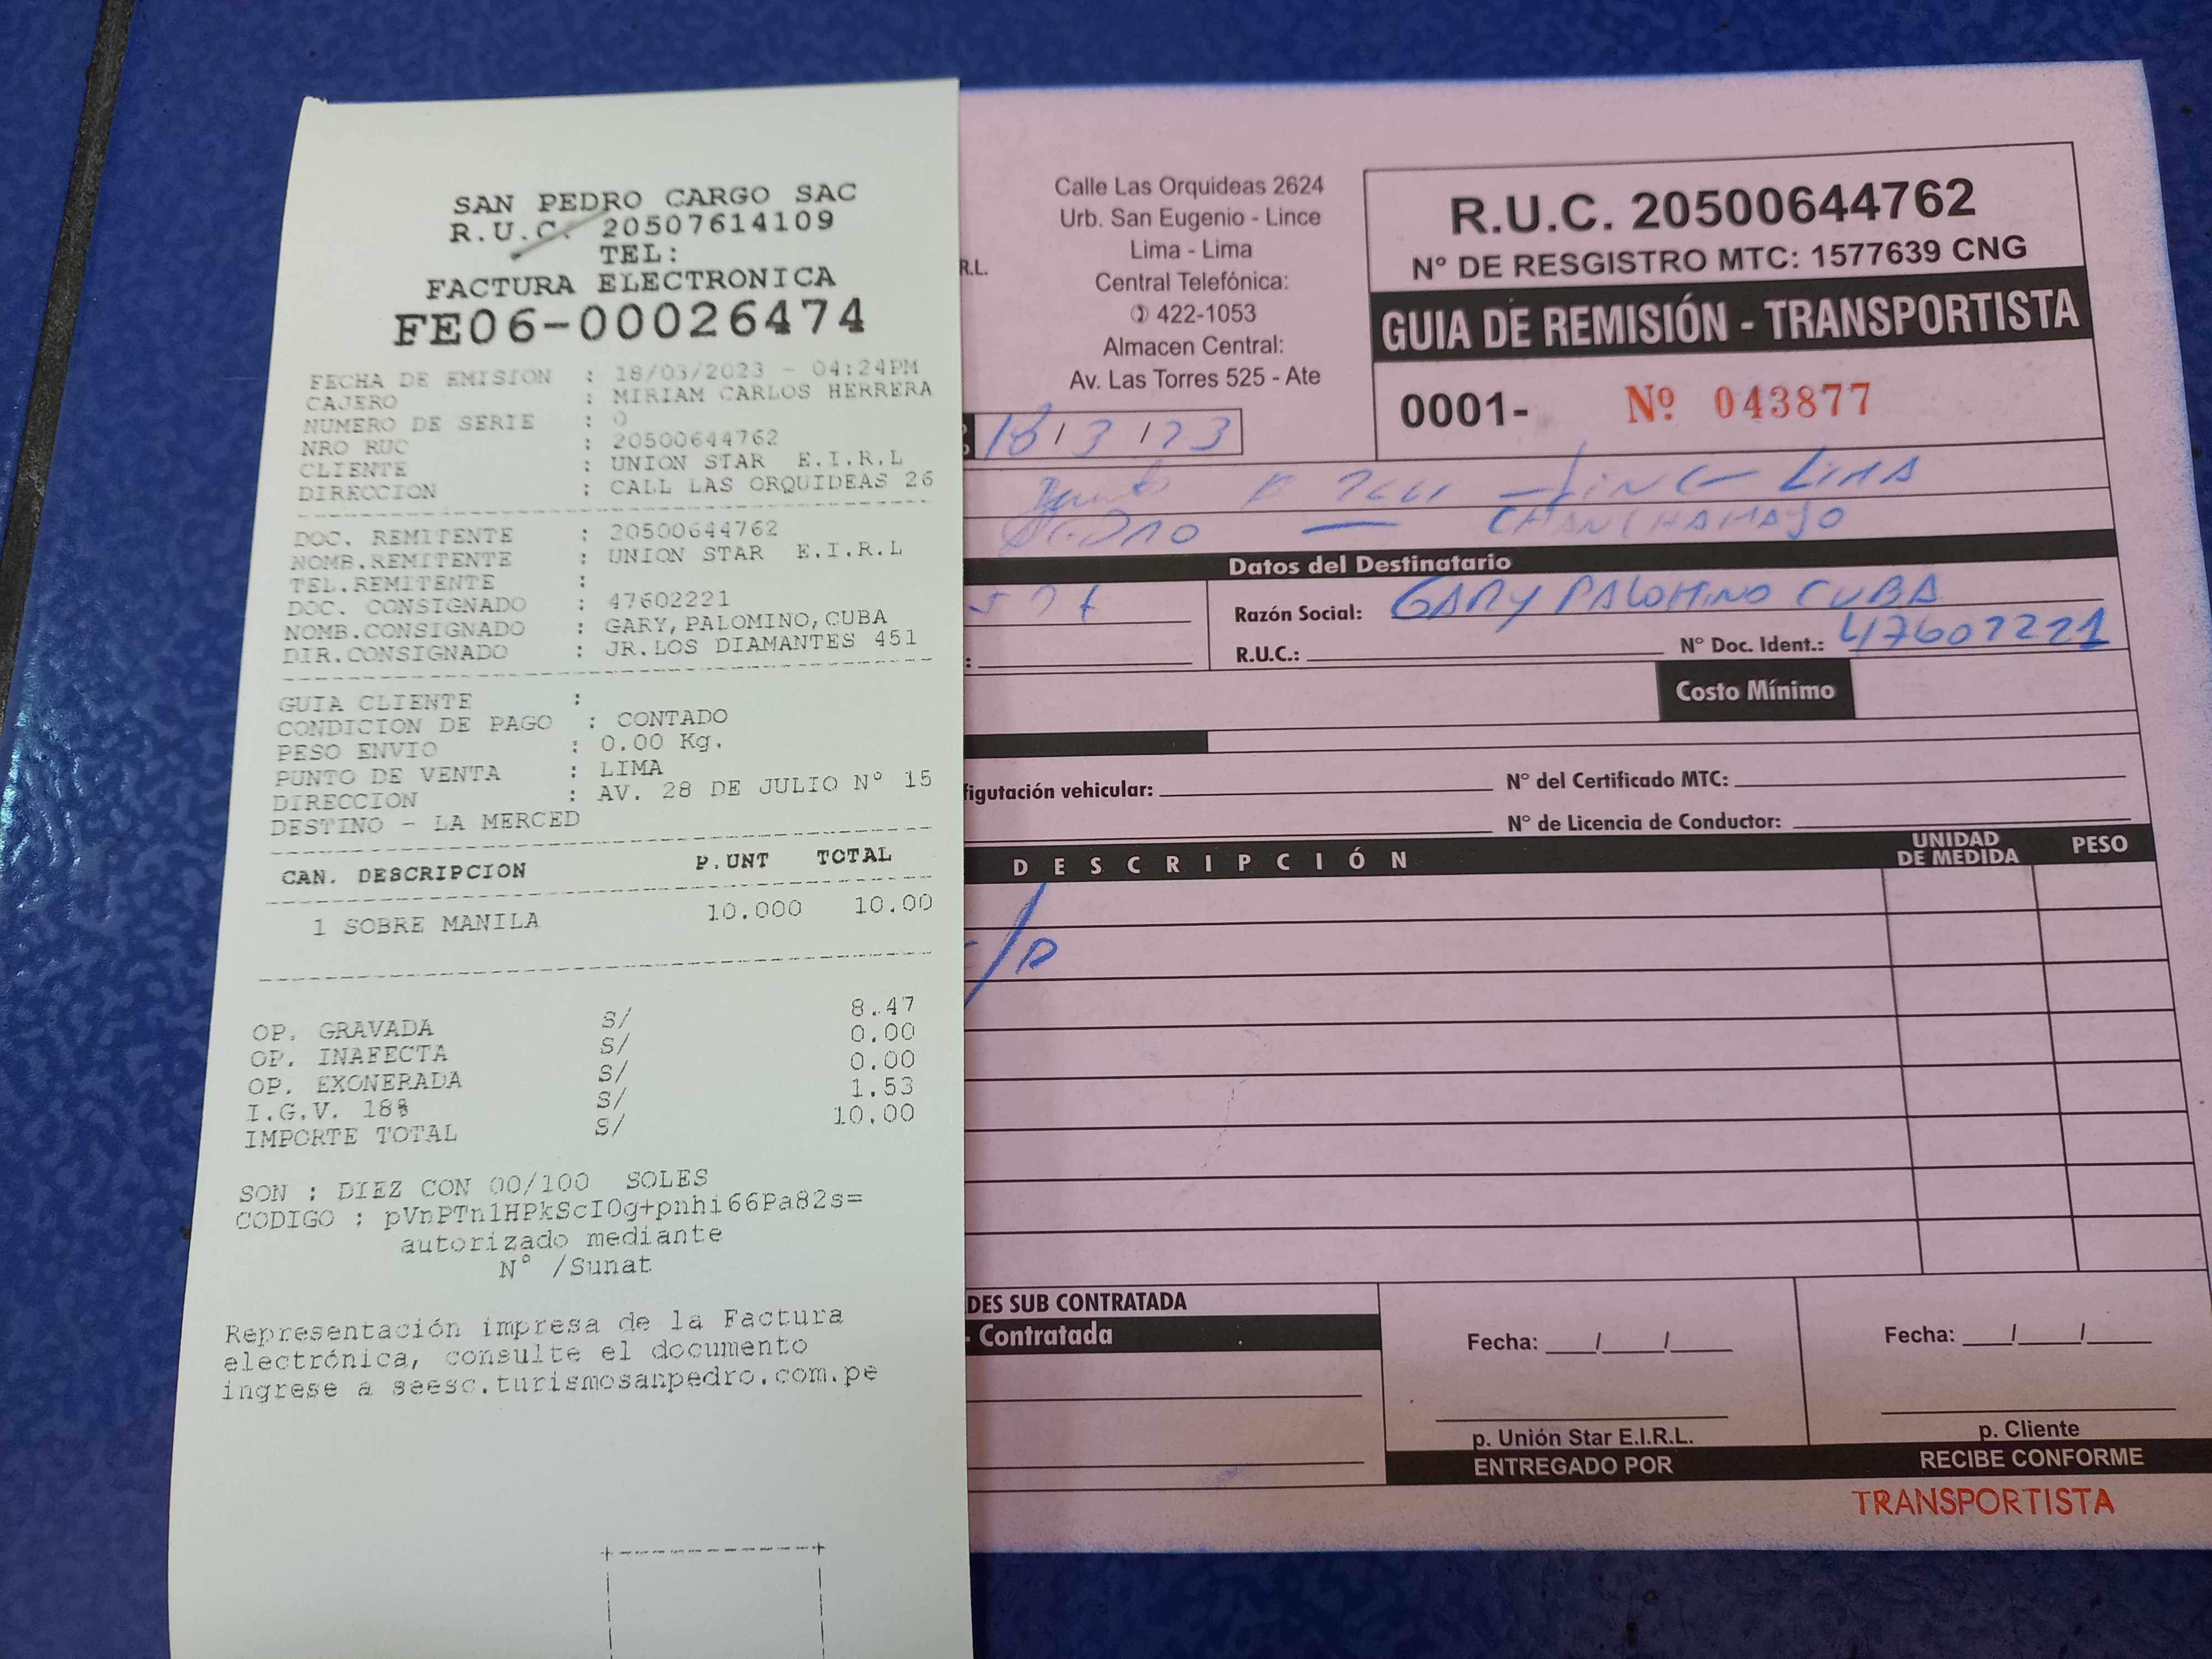 SAN PEDRO CARGO SAC
R.U.C. 20507614109
TEL:
FACTURA ELECTRONICA
FE06-00026474
FECHA DE EMISION : 18/03/2023 - 04:24PM
CAJERO : MIRIAM CARLOS HERRERA
NUMERO DE SERIE : 0
NRO RUC : 20500644762
CLIENTE : UNION STAR E.I.R.L
DIRECCION : CALL LAS ORQUIDEAS 26
DOC. REMITENTE : 20500644762
NOMB.REMITENTE : UNION STAR E.I.R.L
TEL.REMITENTE :
DOC. CONSIGNADO : 47602221
NOMB.CONSIGNADO : GARY, PALOMINO, CUBA
DIR.CONSIGNADO : JR.LOS DIAMANTES 451
GUIA CLIENTE :
CONDICION DE PAGO : CONTADO
PESO ENVIO : 0.00 Kg.
PUNTO DE VENTA : LIMA
DIRECCION : AV. 28 DE JULIO Nº 15
DESTINO - LA MERCED
CAN. DESCRIPCION P.UNT TOTAL
1 SOBRE MANILA 10.000 10.00
OP. GRAVADA S/ 8.47
OP. INAFECTA S/ 0.00
OP. EXONERADA S/ 0.00
I.G.V. 18% S/ 1.53
IMPORTE TOTAL S/ 10.00
SON : DIEZ CON 00/100 SOLES
CODIGO : pVnPTn1HPkScI0g+pnhi66Pa82s=
autorizado mediante
N° /Sunat
Representación impresa de la Factura
electrónica, consulte el documento
ingrese a seesc.turismosanpedro.com.pe
R.L.
Calle Las Orquideas 2624
Urb. San Eugenio - Lince
Lima - Lima
Central Telefónica:
422-1053
Almacen Central:
Av. Las Torres 525 - Ate
R.U.C. 20500644762
N° DE RESGISTRO MTC: 1577639 CNG
GUIA DE REMISIÓN - TRANSPORTISTA
0001- Nº 043877
18/3/23
LIMA
CHANCHAMAYO
Datos del Destinatario
Razón Social: GARY PALOMINO CUBA
R.U.C.: N° Doc. Ident.: 47602221
Costo Mínimo
figutación vehicular: N° del Certificado MTC:
N° de Licencia de Conductor:
DESCRIPCIÓN UNIDAD DE MEDIDA PESO
DES SUB CONTRATADA
- Contratada
Fecha: / / Fecha: / /
p. Unión Star E.I.R.L. p. Cliente
ENTREGADO POR RECIBE CONFORME
TRANSPORTISTA